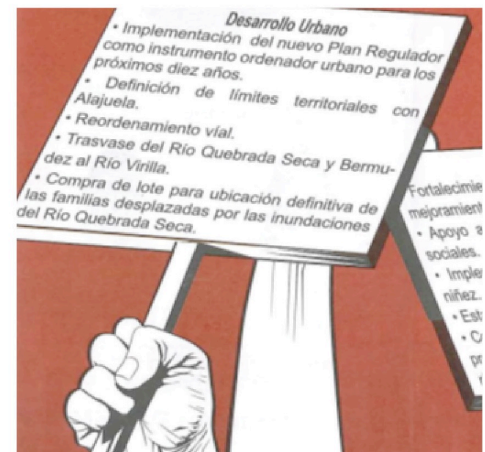 Desarrollo Urbano
• Implementación del nuevo Plan Regulador
como instrumento ordenador urbano para los
próximos diez años.
• Definición de límites territoriales con
Alajuela.
• Reordenamiento víal.
• Trasvase del Río Quebrada Seca y Bermu-
dez al Río Virilla.
• Compra de lote para ubicación definitiva de
las familias desplazadas por las inundaciones
del Río Quebrada Seca.
Fortalecimie
mejoramient
• Apoyo a
sociales.
• Imple
niñez.
• Est
• C
pr